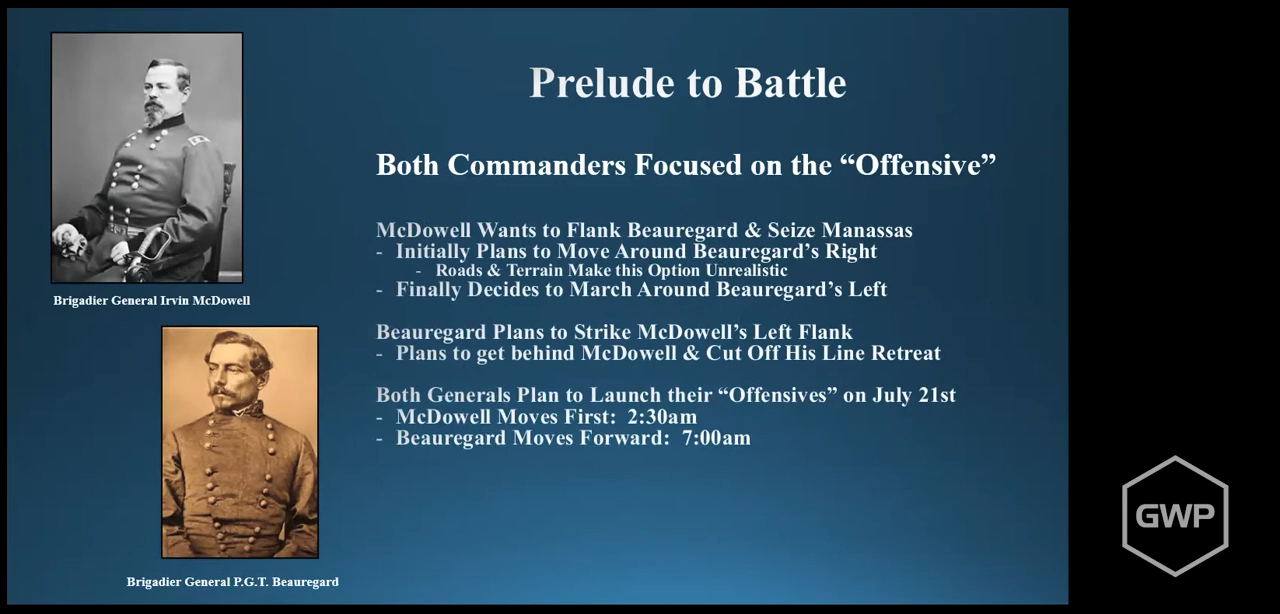 Prelude to Battle
Both Commanders Focused on the “Offensive”
McDowell Wants to Flank Beauregard & Seize Manassas
- Initially Plans to Move Around Beauregard’s Right
- Roads & Terrain Make this Option Unrealistic
- Finally Decides to March Around Beauregard’s Left
Beauregard Plans to Strike McDowell’s Left Flank
- Plans to get behind McDowell & Cut Off His Line Retreat
Both Generals Plan to Launch their “Offensives” on July 21st
- McDowell Moves First: 2:30am
- Beauregard Moves Forward: 7:00am
Brigadier General Irvin McDowell
Brigadier General P.G.T. Beauregard
GWP